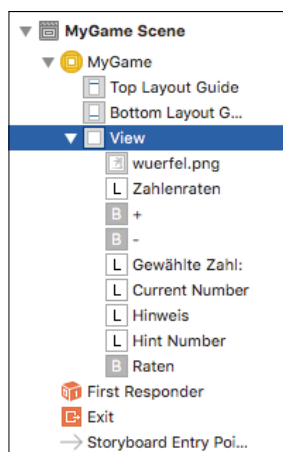 MyGame Scene
MyGame
Top Layout Guide
Bottom Layout G...
View
wuerfel.png
L Zahlenraten
B +
B -
L Gewählte Zahl:
L Current Number
L Hinweis
L Hint Number
B Raten
First Responder
Exit
Storyboard Entry Poi...